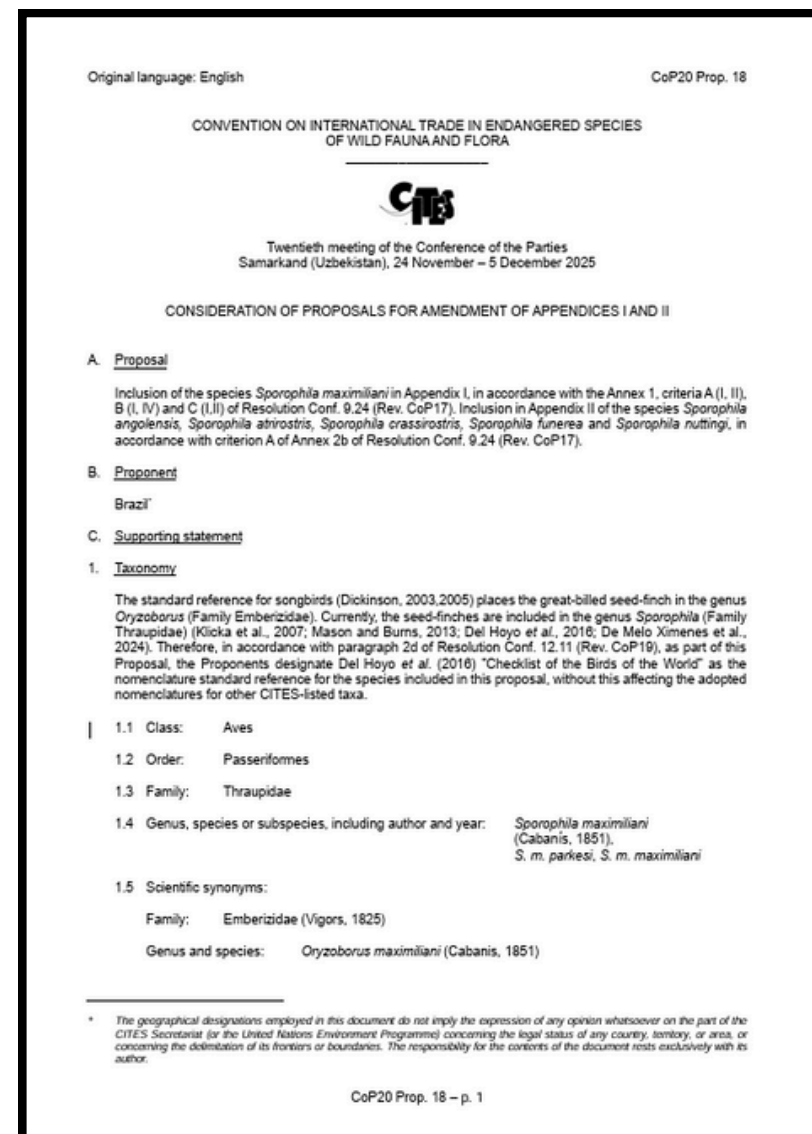 Original language: English CoP20 Prop. 18
CONVENTION ON INTERNATIONAL TRADE IN ENDANGERED SPECIES
OF WILD FAUNA AND FLORA
CITES
Twentieth meeting of the Conference of the Parties
Samarkand (Uzbekistan), 24 November – 5 December 2025
CONSIDERATION OF PROPOSALS FOR AMENDMENT OF APPENDICES I AND II
A. Proposal
Inclusion of the species Sporophila maximiliani in Appendix I, in accordance with the Annex 1, criteria A (I, II),
B (I, IV) and C (I,II) of Resolution Conf. 9.24 (Rev. CoP17). Inclusion in Appendix II of the species Sporophila
angolensis, Sporophila atrirostris, Sporophila crassirostris, Sporophila funerea and Sporophila nuttingi, in
accordance with criterion A of Annex 2b of Resolution Conf. 9.24 (Rev. CoP17).
B. Proponent
Brazil*
C. Supporting statement
1. Taxonomy
The standard reference for songbirds (Dickinson, 2003,2005) places the great-billed seed-finch in the genus
Oryzoborus (Family Emberizidae). Currently, the seed-finches are included in the genus Sporophila (Family
Thraupidae) (Klicka et al., 2007; Mason and Burns, 2013; Del Hoyo et al., 2016; De Melo Ximenes et al.,
2024). Therefore, in accordance with paragraph 2d of Resolution Conf. 12.11 (Rev. CoP19), as part of this
Proposal, the Proponents designate Del Hoyo et al. (2016) "Checklist of the Birds of the World" as the
nomenclature standard reference for the species included in this proposal, without this affecting the adopted
nomenclatures for other CITES-listed taxa.
1.1 Class: Aves
1.2 Order: Passeriformes
1.3 Family: Thraupidae
1.4 Genus, species or subspecies, including author and year: Sporophila maximiliani
(Cabanis, 1851),
S. m. parkesi, S. m. maximiliani
1.5 Scientific synonyms:
Family: Emberizidae (Vigors, 1825)
Genus and species: Oryzoborus maximiliani (Cabanis, 1851)
* The geographical designations employed in this document do not imply the expression of any opinion whatsoever on the part of the
CITES Secretariat (or the United Nations Environment Programme) concerning the legal status of any country, territory, or area, or
concerning the delimitation of its frontiers or boundaries. The responsibility for the contents of the document rests exclusively with its
author.
CoP20 Prop. 18 – p. 1